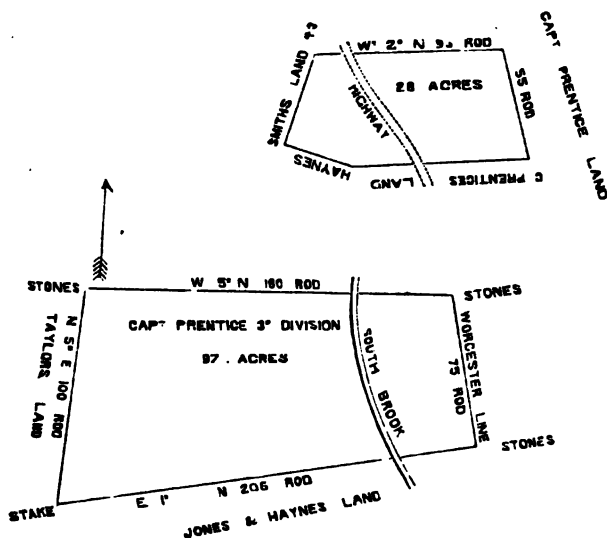 W° 2° N 93 ROD
28 ACRES
HIGHWAY
55 ROD
CAPT PRENTICE LAND
SMITHS LAND 43
HAYNES
LAND
C PRENTICES
STONES
W 5° N 160 ROD
STONES
CAPT PRENTICE 3° DIVISION
97 . ACRES
N 5° E 100 ROD
TAYLORS LAND
SOUTH BROOK
WORCESTER LINE
75 ROD
STONES
STAKE
E 1° N 206 ROD
JONES & HAYNES LAND